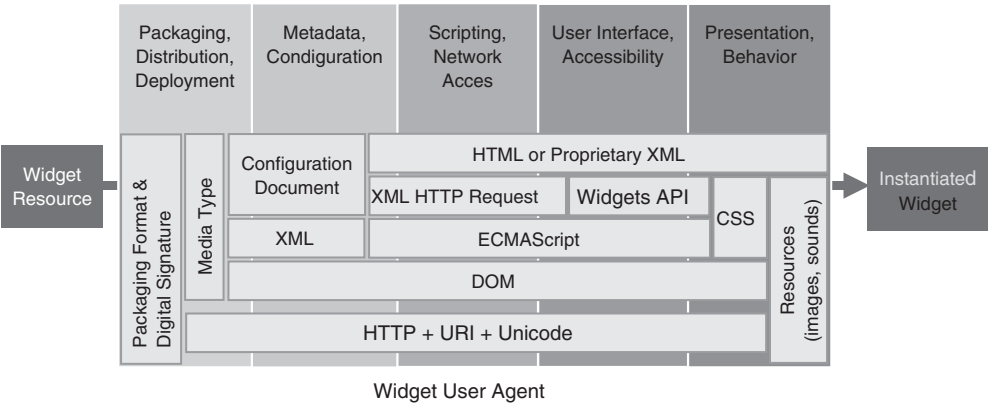 Packaging,
Distribution,
Deployment
Metadata,
Condiguration
Scripting,
Network
Acces
User Interface,
Accessibility
Presentation,
Behavior
Widget
Resource
Packaging Format &
Digital Signature
Media Type
Configuration
Document
HTML or Proprietary XML
XML HTTP Request
Widgets API
CSS
XML
ECMAScript
DOM
Resources
(images, sounds)
HTTP + URI + Unicode
Instantiated
Widget
Widget User Agent